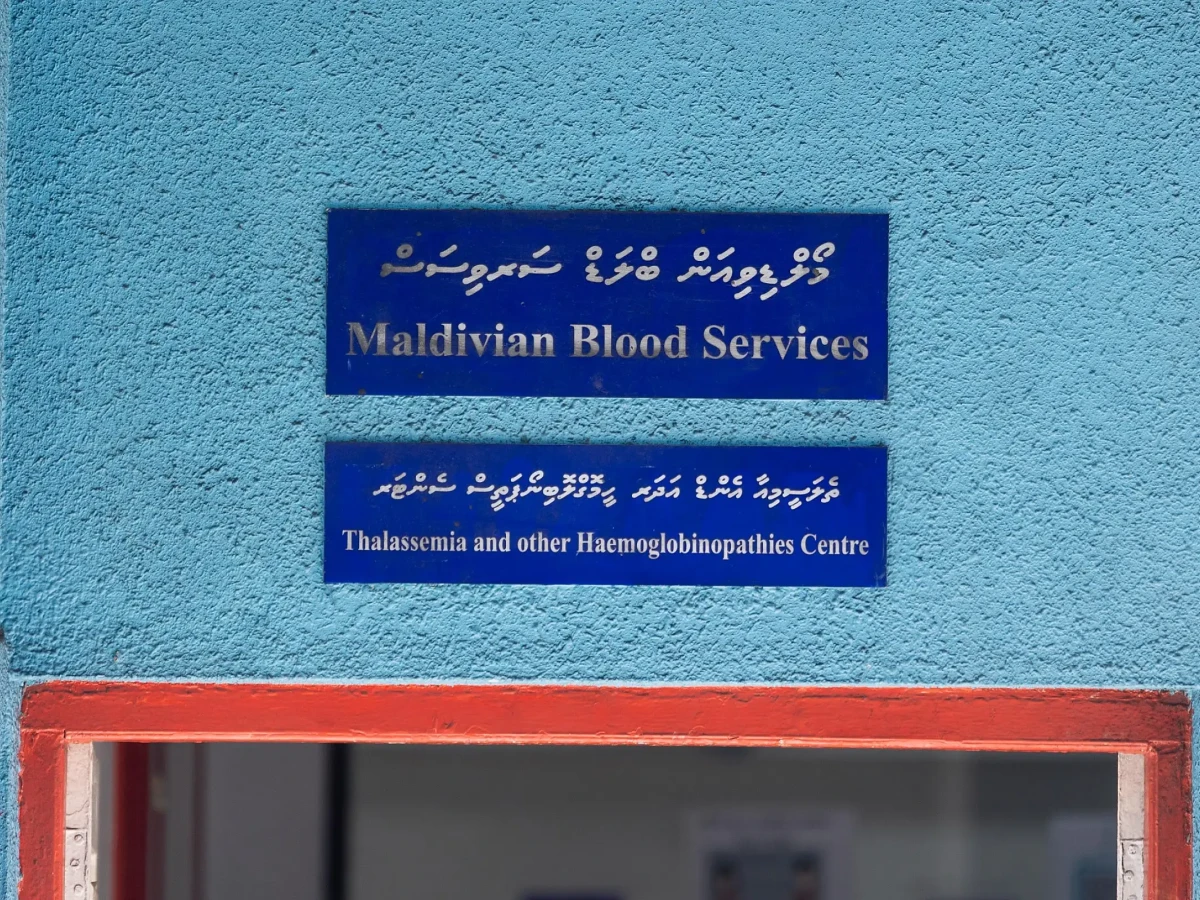 މޯލްޑިވިއަން ބްލަޑް ސަރވިސަސް
Maldivian Blood Services
ތެލަސީމިއާ އެންޑް އަދަރ ހީމޮގްލޮބިނޯޕަތީސް ސެންޓަރ
Thalassemia and other Haemoglobinopathies Centre